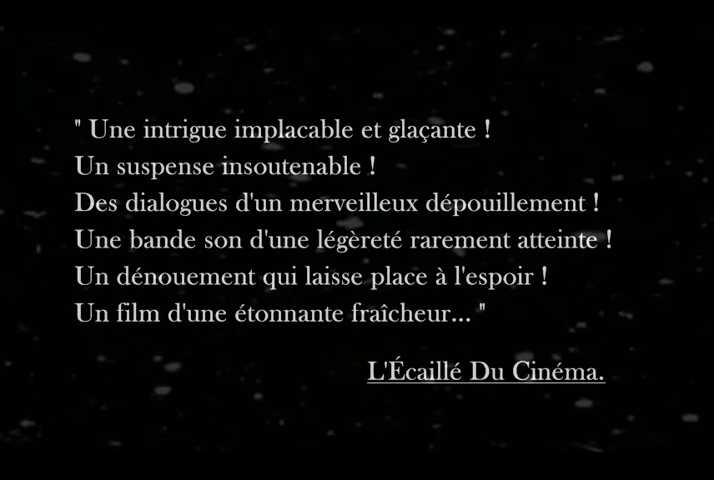 " Une intrigue implacable et glaçante !
Un suspense insoutenable !
Des dialogues d'un merveilleux dépouillement !
Une bande son d'une légèreté rarement atteinte !
Un dénouement qui laisse place à l'espoir !
Un film d'une étonnante fraîcheur... "
L'Écaillé Du Cinéma.